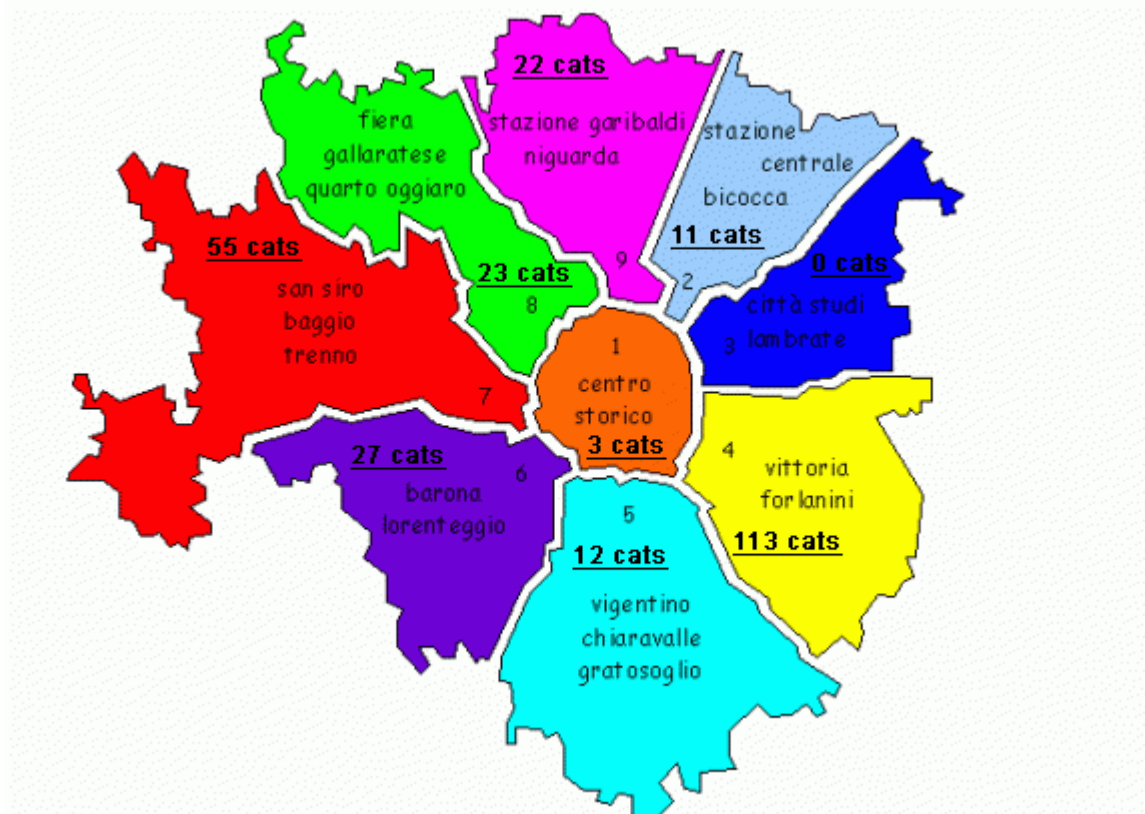 22 cats
stazione garibaldi
niguarda
9
stazione
centrale
bicocca
11 cats
2
fiera
gallaratese
quarto oggiaro
23 cats
8
0 cats
città studi
lambrate
3
55 cats
san siro
baggio
trenno
7
1
centro
storico
3 cats
4
vittoria
forlanini
113 cats
27 cats
6
barona
lorenteggio
5
12 cats
vigentino
chiaravalle
gratosoglio